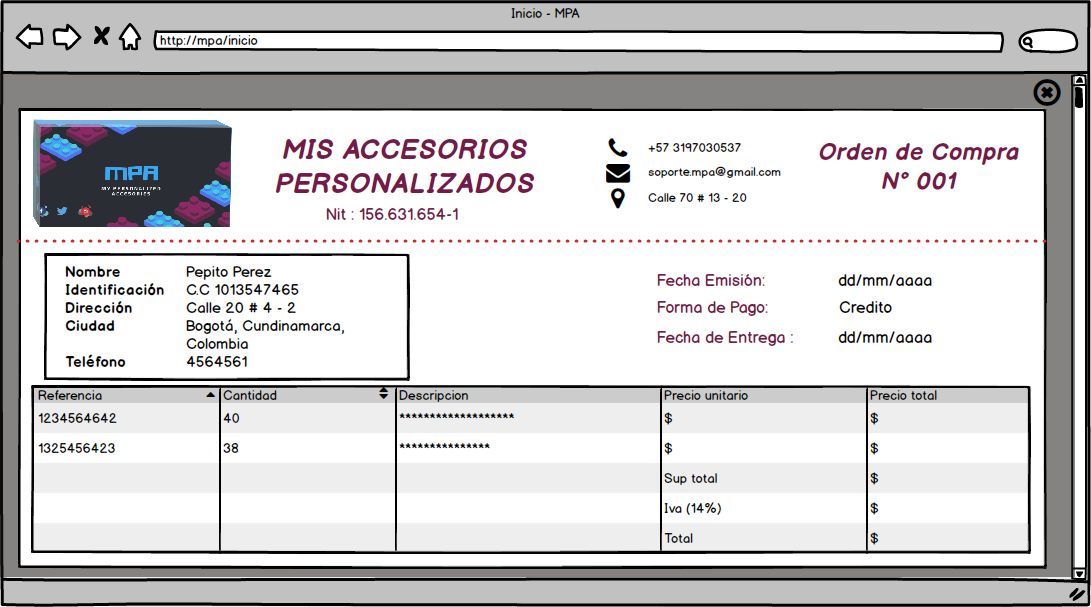 Inicio - MPA
http://mpa/inicio
MPA
MY PERSONALIZED
ACCESORIES
MIS ACCESORIOS
PERSONALIZADOS
Nit : 156.631.654-1
+57 3197030537
soporte.mpa@gmail.com
Calle 70 # 13 - 20
Orden de Compra
N° 001
Nombre Pepito Perez
Identificación C.C 1013547465
Dirección Calle 20 # 4 - 2
Ciudad Bogotá, Cundinamarca,
Colombia
Teléfono 4564561
Fecha Emisión: dd/mm/aaaa
Forma de Pago: Credito
Fecha de Entrega : dd/mm/aaaa
Referencia Cantidad Descripcion Precio unitario Precio total
1234564642 40 ******************* $ $
1325456423 38 *************** $ $
Sup total $
Iva (14%) $
Total $